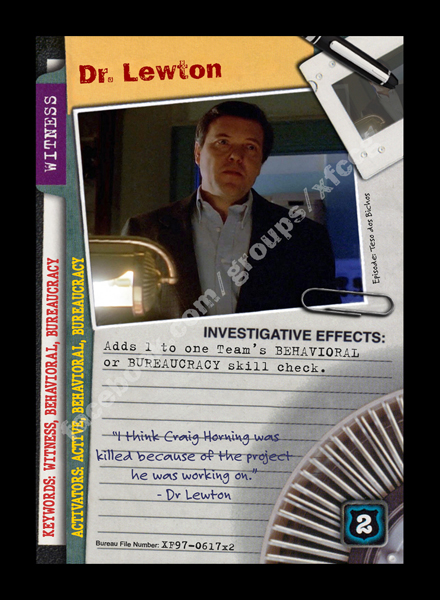 Dr. Lewton
WITNESS
Episode: Teso dos Bichos
INVESTIGATIVE EFFECTS:
Adds 1 to one Team's BEHAVIORAL
or BUREAUCRACY skill check.
"I think Craig Horning was
killed because of the project
he was working on."
- Dr Lewton
KEYWORDS: WITNESS, BEHAVIORAL, BUREAUCRACY
ACTIVATORS: ACTIVE, BEHAVIORAL, BUREAUCRACY
Bureau File Number: XF97-0617x2
2